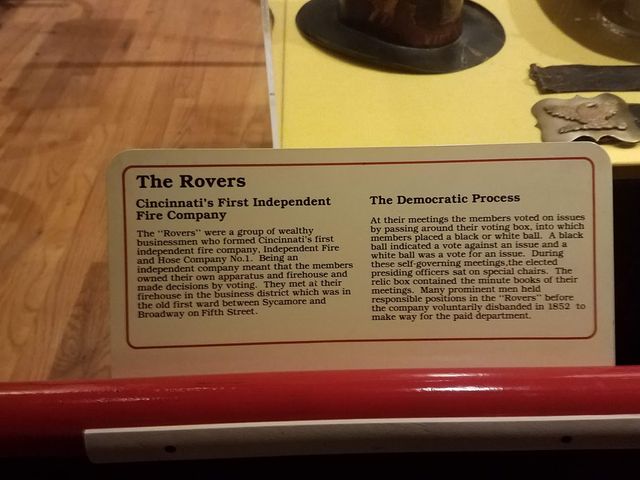 The Rovers
Cincinnati's First Independent
Fire Company
The "Rovers" were a group of wealthy
businessmen who formed Cincinnati's first
independent fire company, Independent Fire
and Hose Company No.1. Being an
independent company meant that the members
owned their own apparatus and firehouse and
made decisions by voting. They met at their
firehouse in the business district which was in
the old first ward between Sycamore and
Broadway on Fifth Street.
The Democratic Process
At their meetings the members voted on issues
by passing around their voting box, into which
members placed a black or white ball. A black
ball indicated a vote against an issue and a
white ball was a vote for an issue. During
these self-governing meetings,the elected
presiding officers sat on special chairs. The
relic box contained the minute books of their
meetings. Many prominent men held
responsible positions in the "Rovers" before
the company voluntarily disbanded in 1852 to
make way for the paid department.